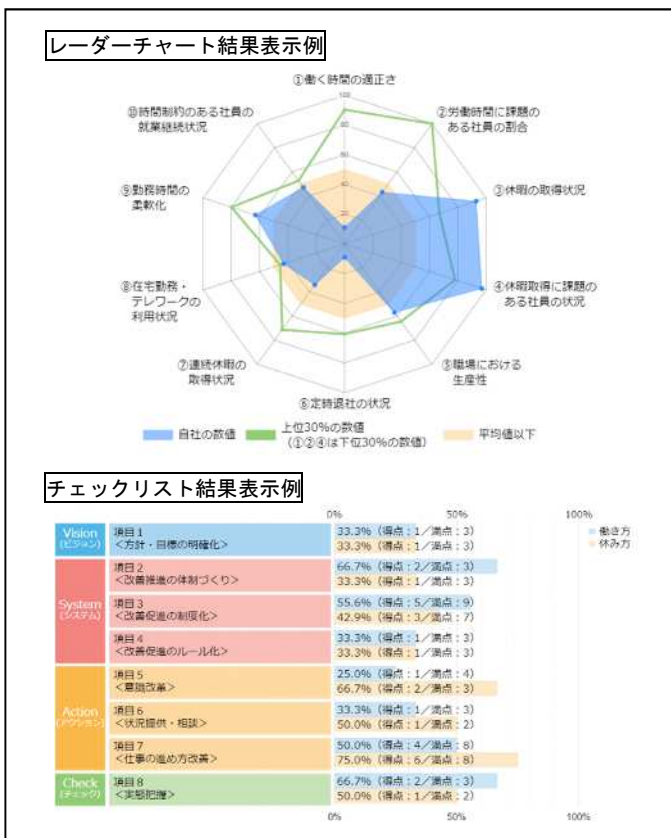 レーダーチャート結果表示例
①働く時間の適正さ
100
80
60
40
20
②労働時間に課題の
ある社員の割合
③休暇の取得状況
④休暇取得に課題の
ある社員の状況
⑤職場における
生産性
⑥定時退社の状況
⑦連続休暇の
取得状況
⑧在宅勤務・
テレワークの
利用状況
⑨勤務時間の
柔軟化
⑩時間制約のある社員の
就業継続状況
自社の数値
上位30%の数値
(①②④は下位30%の数値)
平均値以下
チェックリスト結果表示例
0% 50% 100%
働き方
休み方
Vision
(ビジョン)
項目1
<方針・目標の明確化>
33.3% (得点:1/満点:3)
33.3% (得点:1/満点:3)
System
(システム)
項目2
<改善推進の体制づくり>
66.7% (得点:2/満点:3)
33.3% (得点:1/満点:3)
項目3
<改善促進の制度化>
55.6% (得点:5/満点:9)
42.9% (得点:3/満点:7)
項目4
<改善促進のルール化>
33.3% (得点:1/満点:3)
33.3% (得点:1/満点:3)
Action
(アクション)
項目5
<意識改革>
25.0% (得点:1/満点:4)
66.7% (得点:2/満点:3)
項目6
<状況提供・相談>
33.3% (得点:1/満点:3)
50.0% (得点:1/満点:2)
項目7
<仕事の進め方改善>
50.0% (得点:4/満点:8)
75.0% (得点:6/満点:8)
Check
(チェック)
項目8
<実態把握>
66.7% (得点:2/満点:3)
50.0% (得点:1/満点:2)
0% 50% 100%